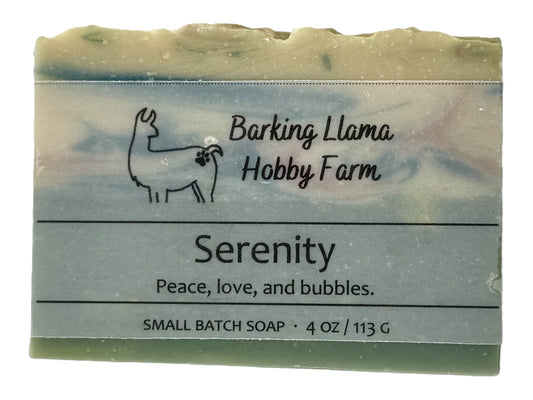 Barking Llama
Hobby Farm
Serenity
Peace, love, and bubbles.
SMALL BATCH SOAP · 4 OZ / 113 G